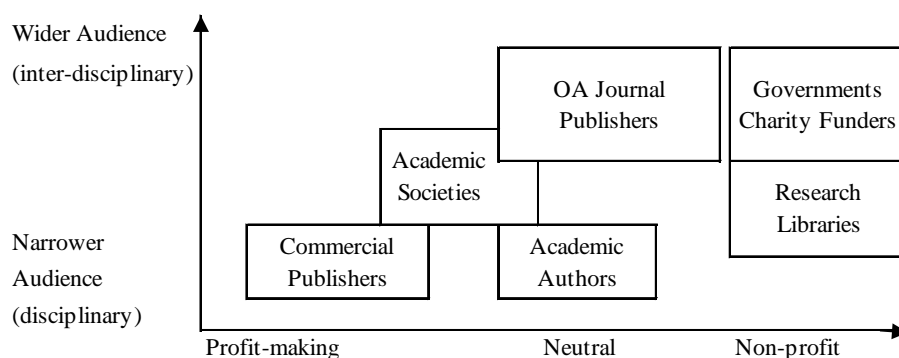 Wider Audience
(inter-disciplinary)
OA Journal
Publishers
Governments
Charity Funders
Academic
Societies
Research
Libraries
Narrower
Audience
(disciplinary)
Commercial
Publishers
Academic
Authors
Profit-making
Neutral
Non-profit